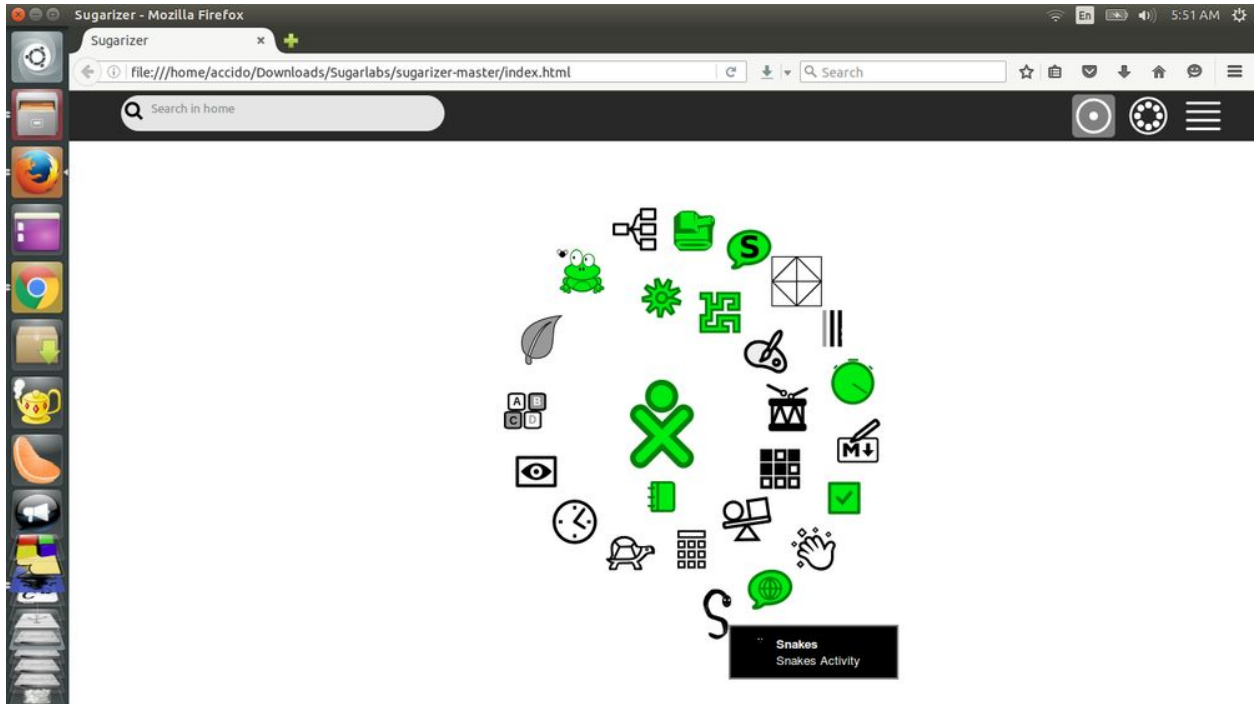 Sugarizer - Mozilla Firefox
En
5:51 AM
Sugarizer
file:///home/accido/Downloads/Sugarlabs/sugarizer-master/index.html
Search
Search in home
S
A B
C D
M
Snakes
Snakes Activity